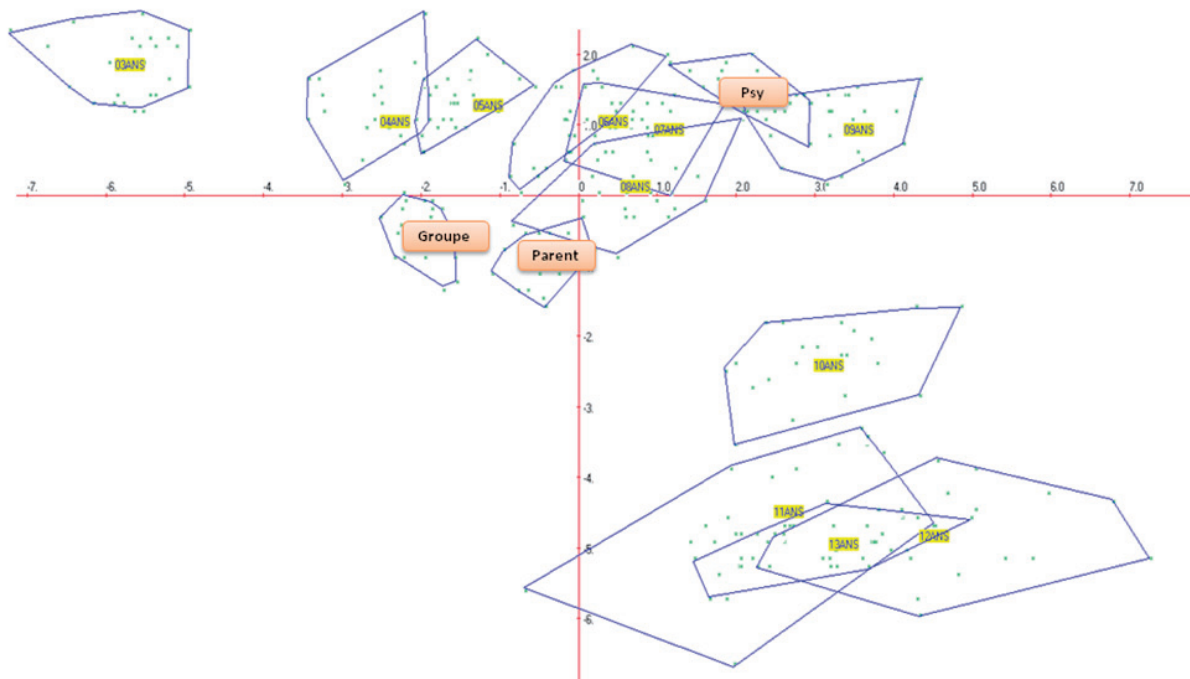 2.0
03ANS
Psy
04ANS 05ANS 06ANS 07ANS 09ANS
1.0
08ANS
-7. -6. -5. -4. -3. -2. -1. 0 1.0 2.0 3.0 4.0 5.0 6.0 7.0
Groupe
Parent
-2.
10ANS
-3.
-4.
11ANS
12ANS
13ANS
-5.
-6.